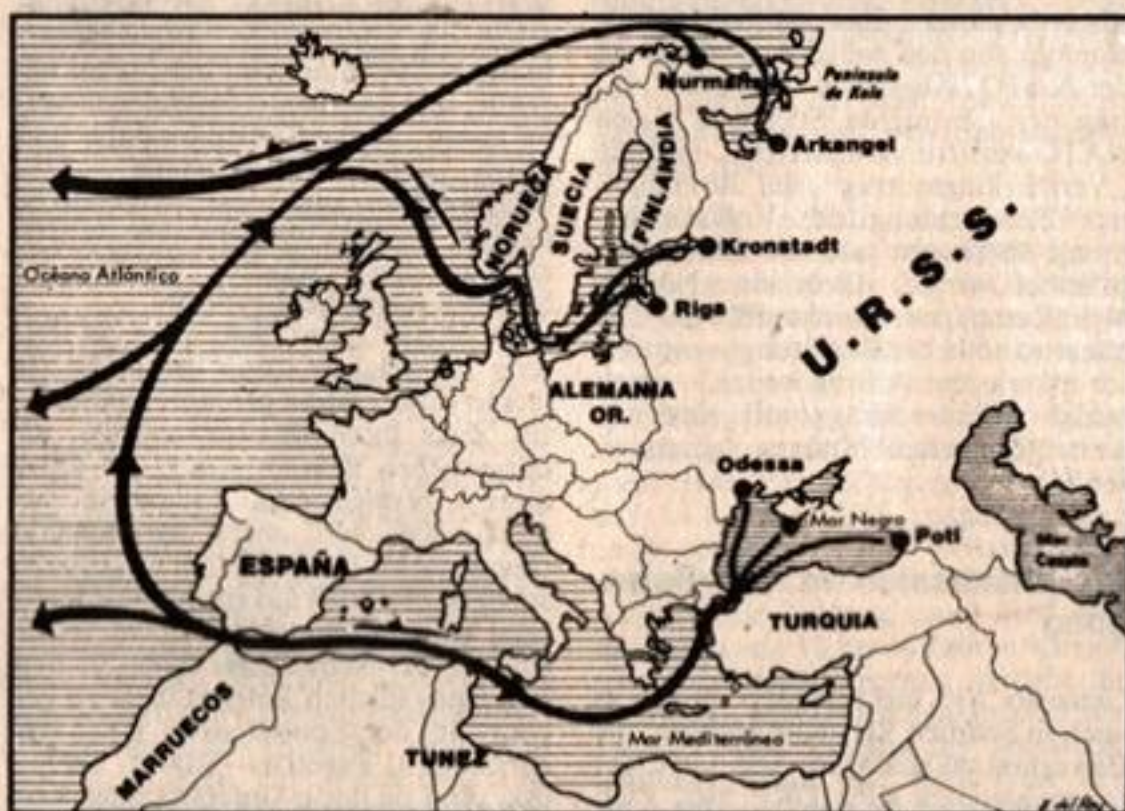 Murmansk
Península
de Kola
Arkangel
NORUEGA
SUECIA
FINLANDIA
Kronstadt
U.R.S.S.
Océano Atlántico
Riga
ALEMANIA
OR.
Odessa
Mar Negro
Poti
Mar
Caspio
ESPAÑA
TURQUIA
MARRUECOS
TUNEZ
Mar Mediterráneo